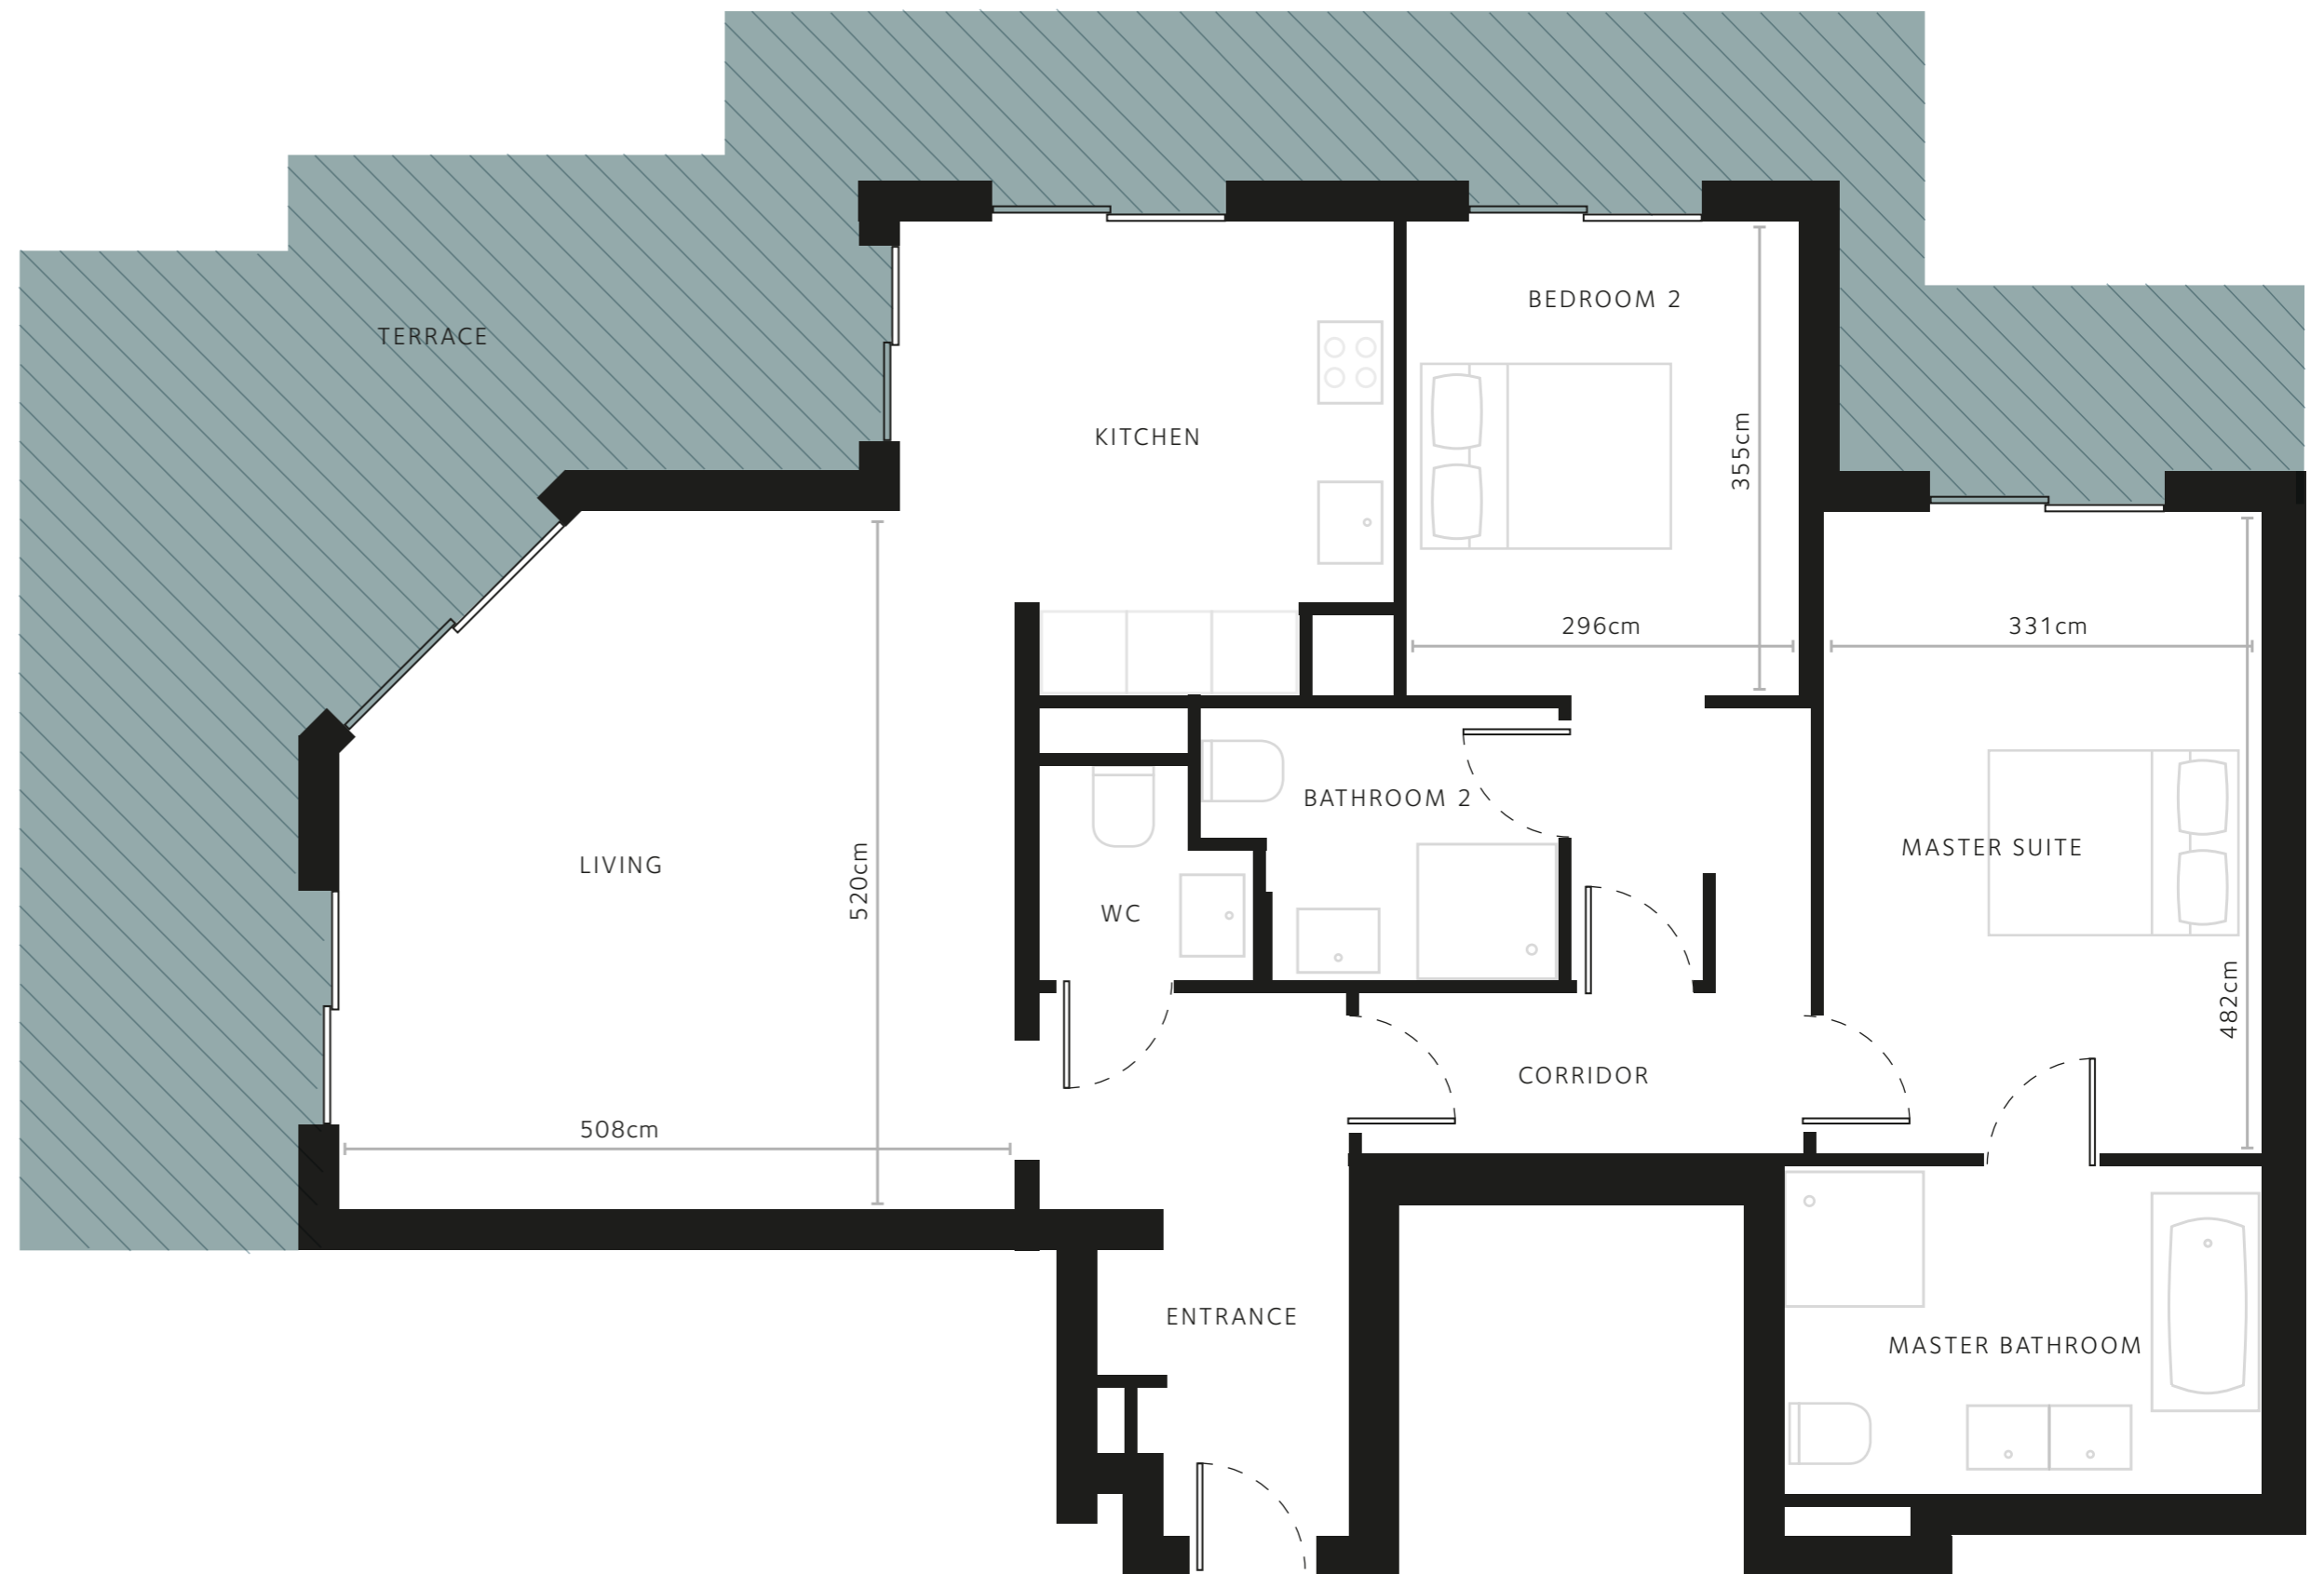 BEDROOM 2
TERRACE
KITCHEN
355cm
296cm
331cm
BATHROOM 2
MASTER SUITE
LIVING
520cm
WC
482cm
CORRIDOR
508cm
ENTRANCE
MASTER BATHROOM